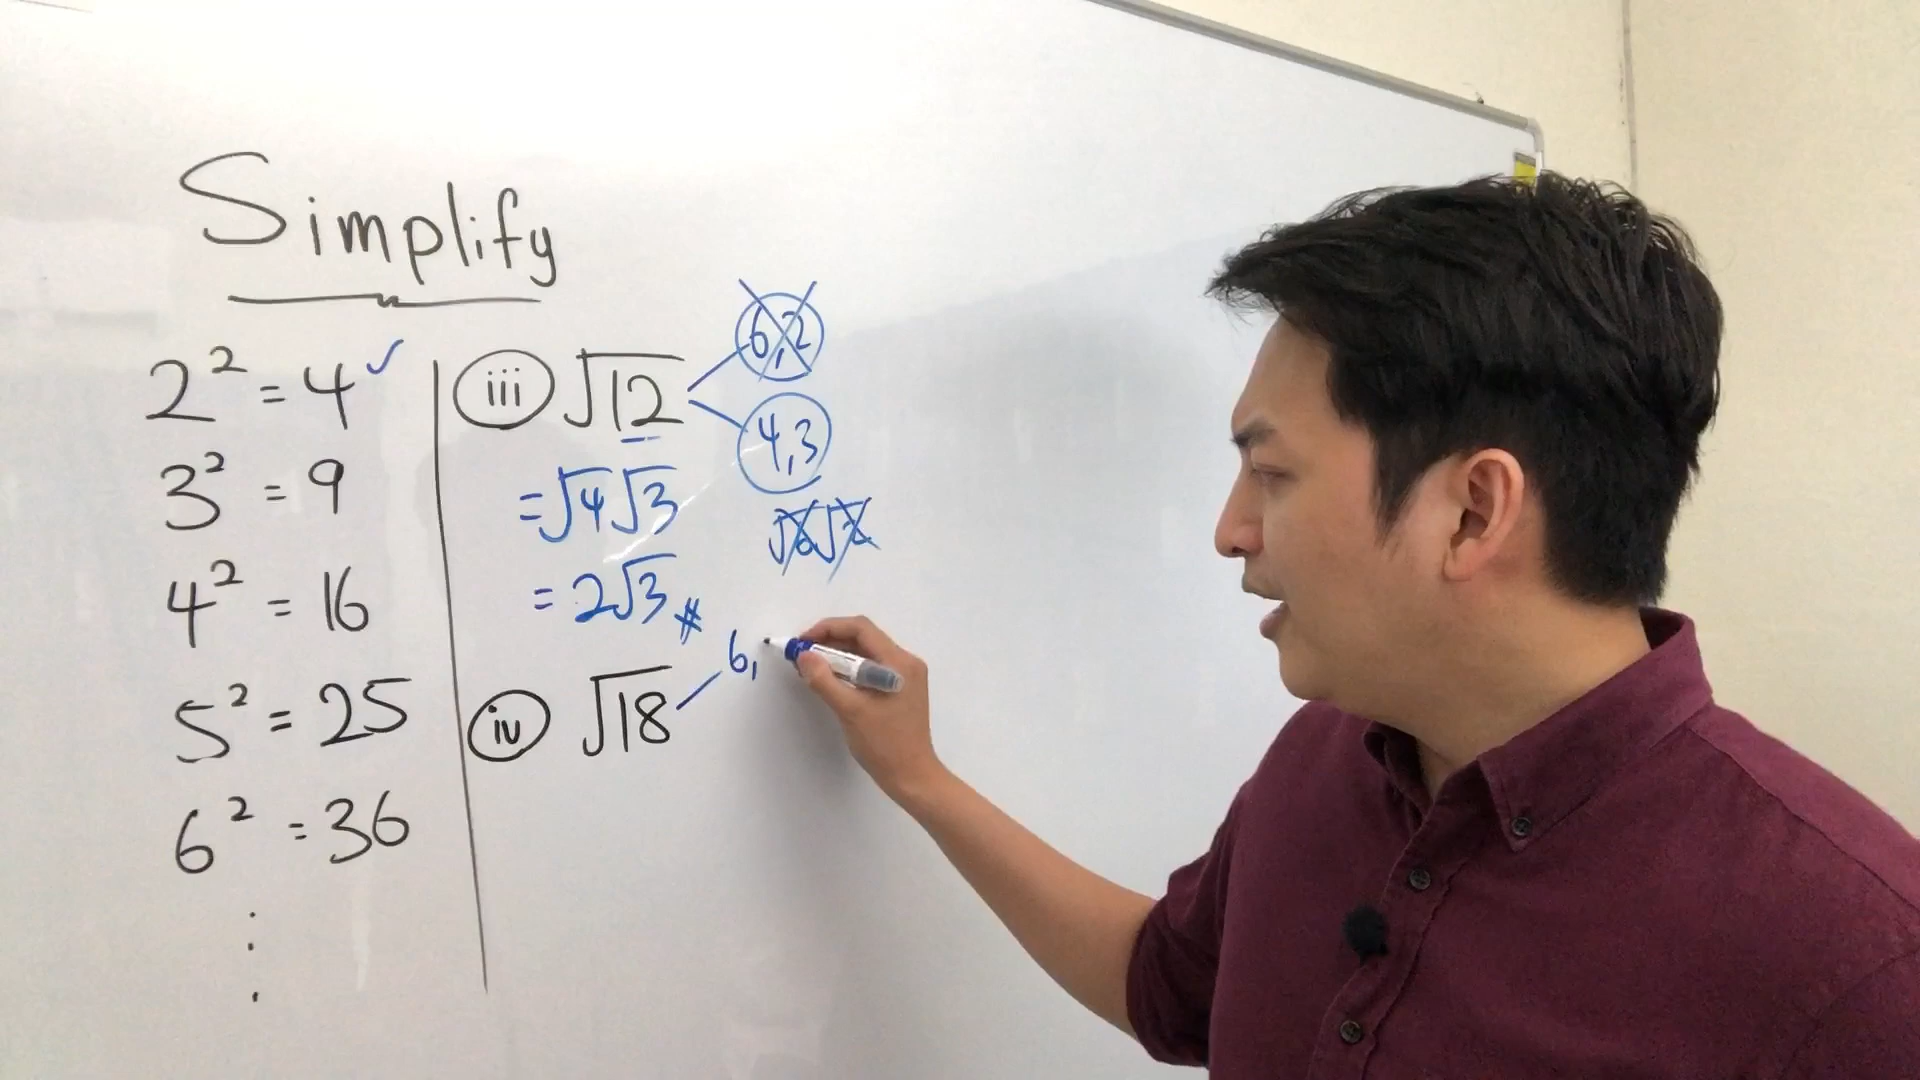 Simplify
2² = 4 ✓
3² = 9
4² = 16
5² = 25
6² = 36
⋮
iii √12
6,2
4,3
= √4 √3
√6 √2
= 2√3 #
iv √18
6,